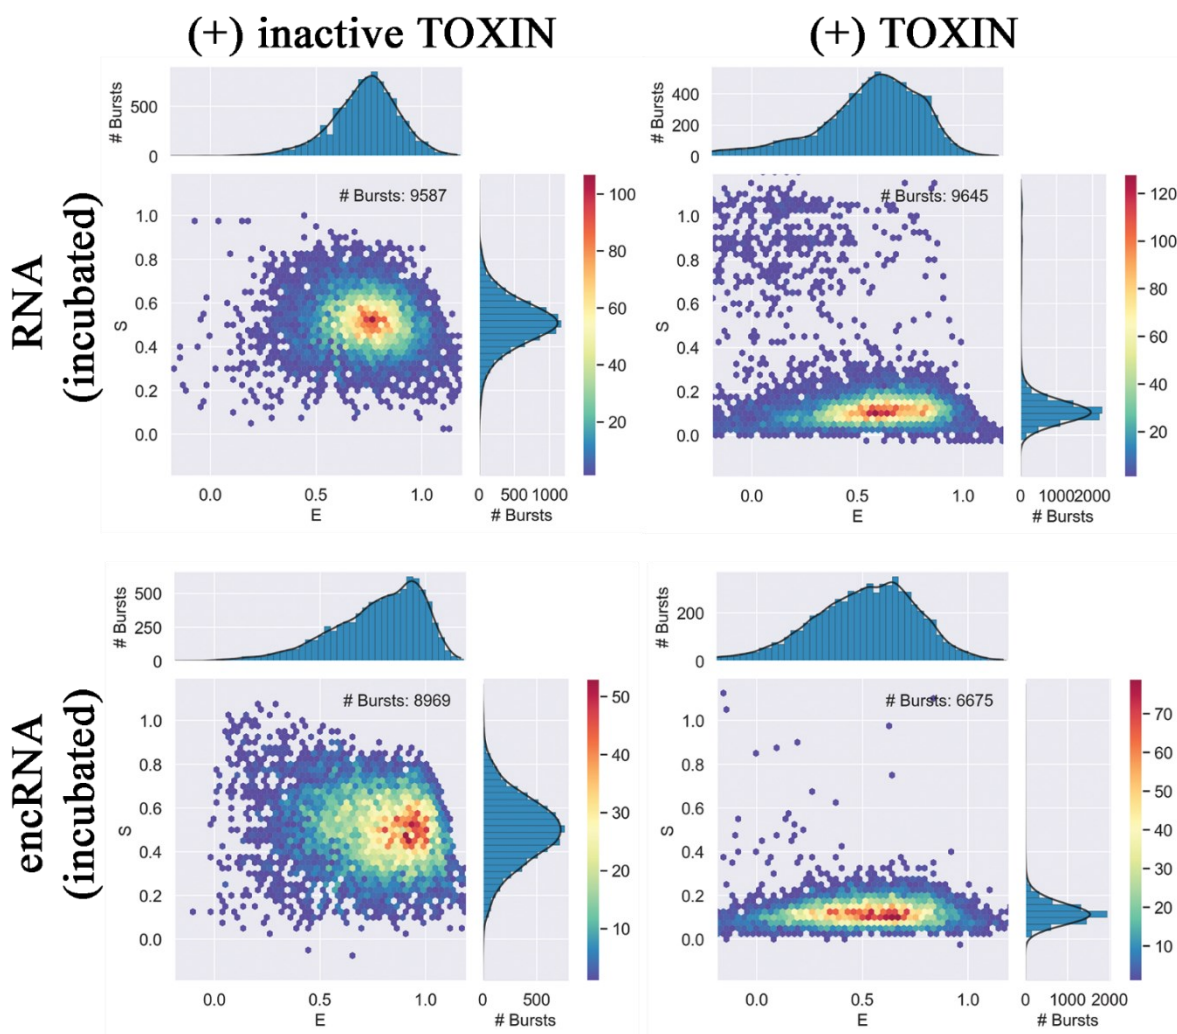 (+) inactive TOXIN
(+) TOXIN
RNA
(incubated)
# Bursts
500
0
# Bursts: 9587
S
1.0
0.8
0.6
0.4
0.2
0.0
0.0 0.5 1.0
E
0 500 1000
# Bursts
100
80
60
40
20
# Bursts
400
200
0
# Bursts: 9645
S
1.0
0.8
0.6
0.4
0.2
0.0
0.0 0.5 1.0
E
0 1000 2000
# Bursts
120
100
80
60
40
20
encRNA
(incubated)
# Bursts
500
250
0
# Bursts: 8969
S
1.0
0.8
0.6
0.4
0.2
0.0
0.0 0.5 1.0
E
0 500
# Bursts
50
40
30
20
10
# Bursts
200
0
# Bursts: 6675
S
1.0
0.8
0.6
0.4
0.2
0.0
0.0 0.5 1.0
E
0 1000 2000
# Bursts
70
60
50
40
30
20
10